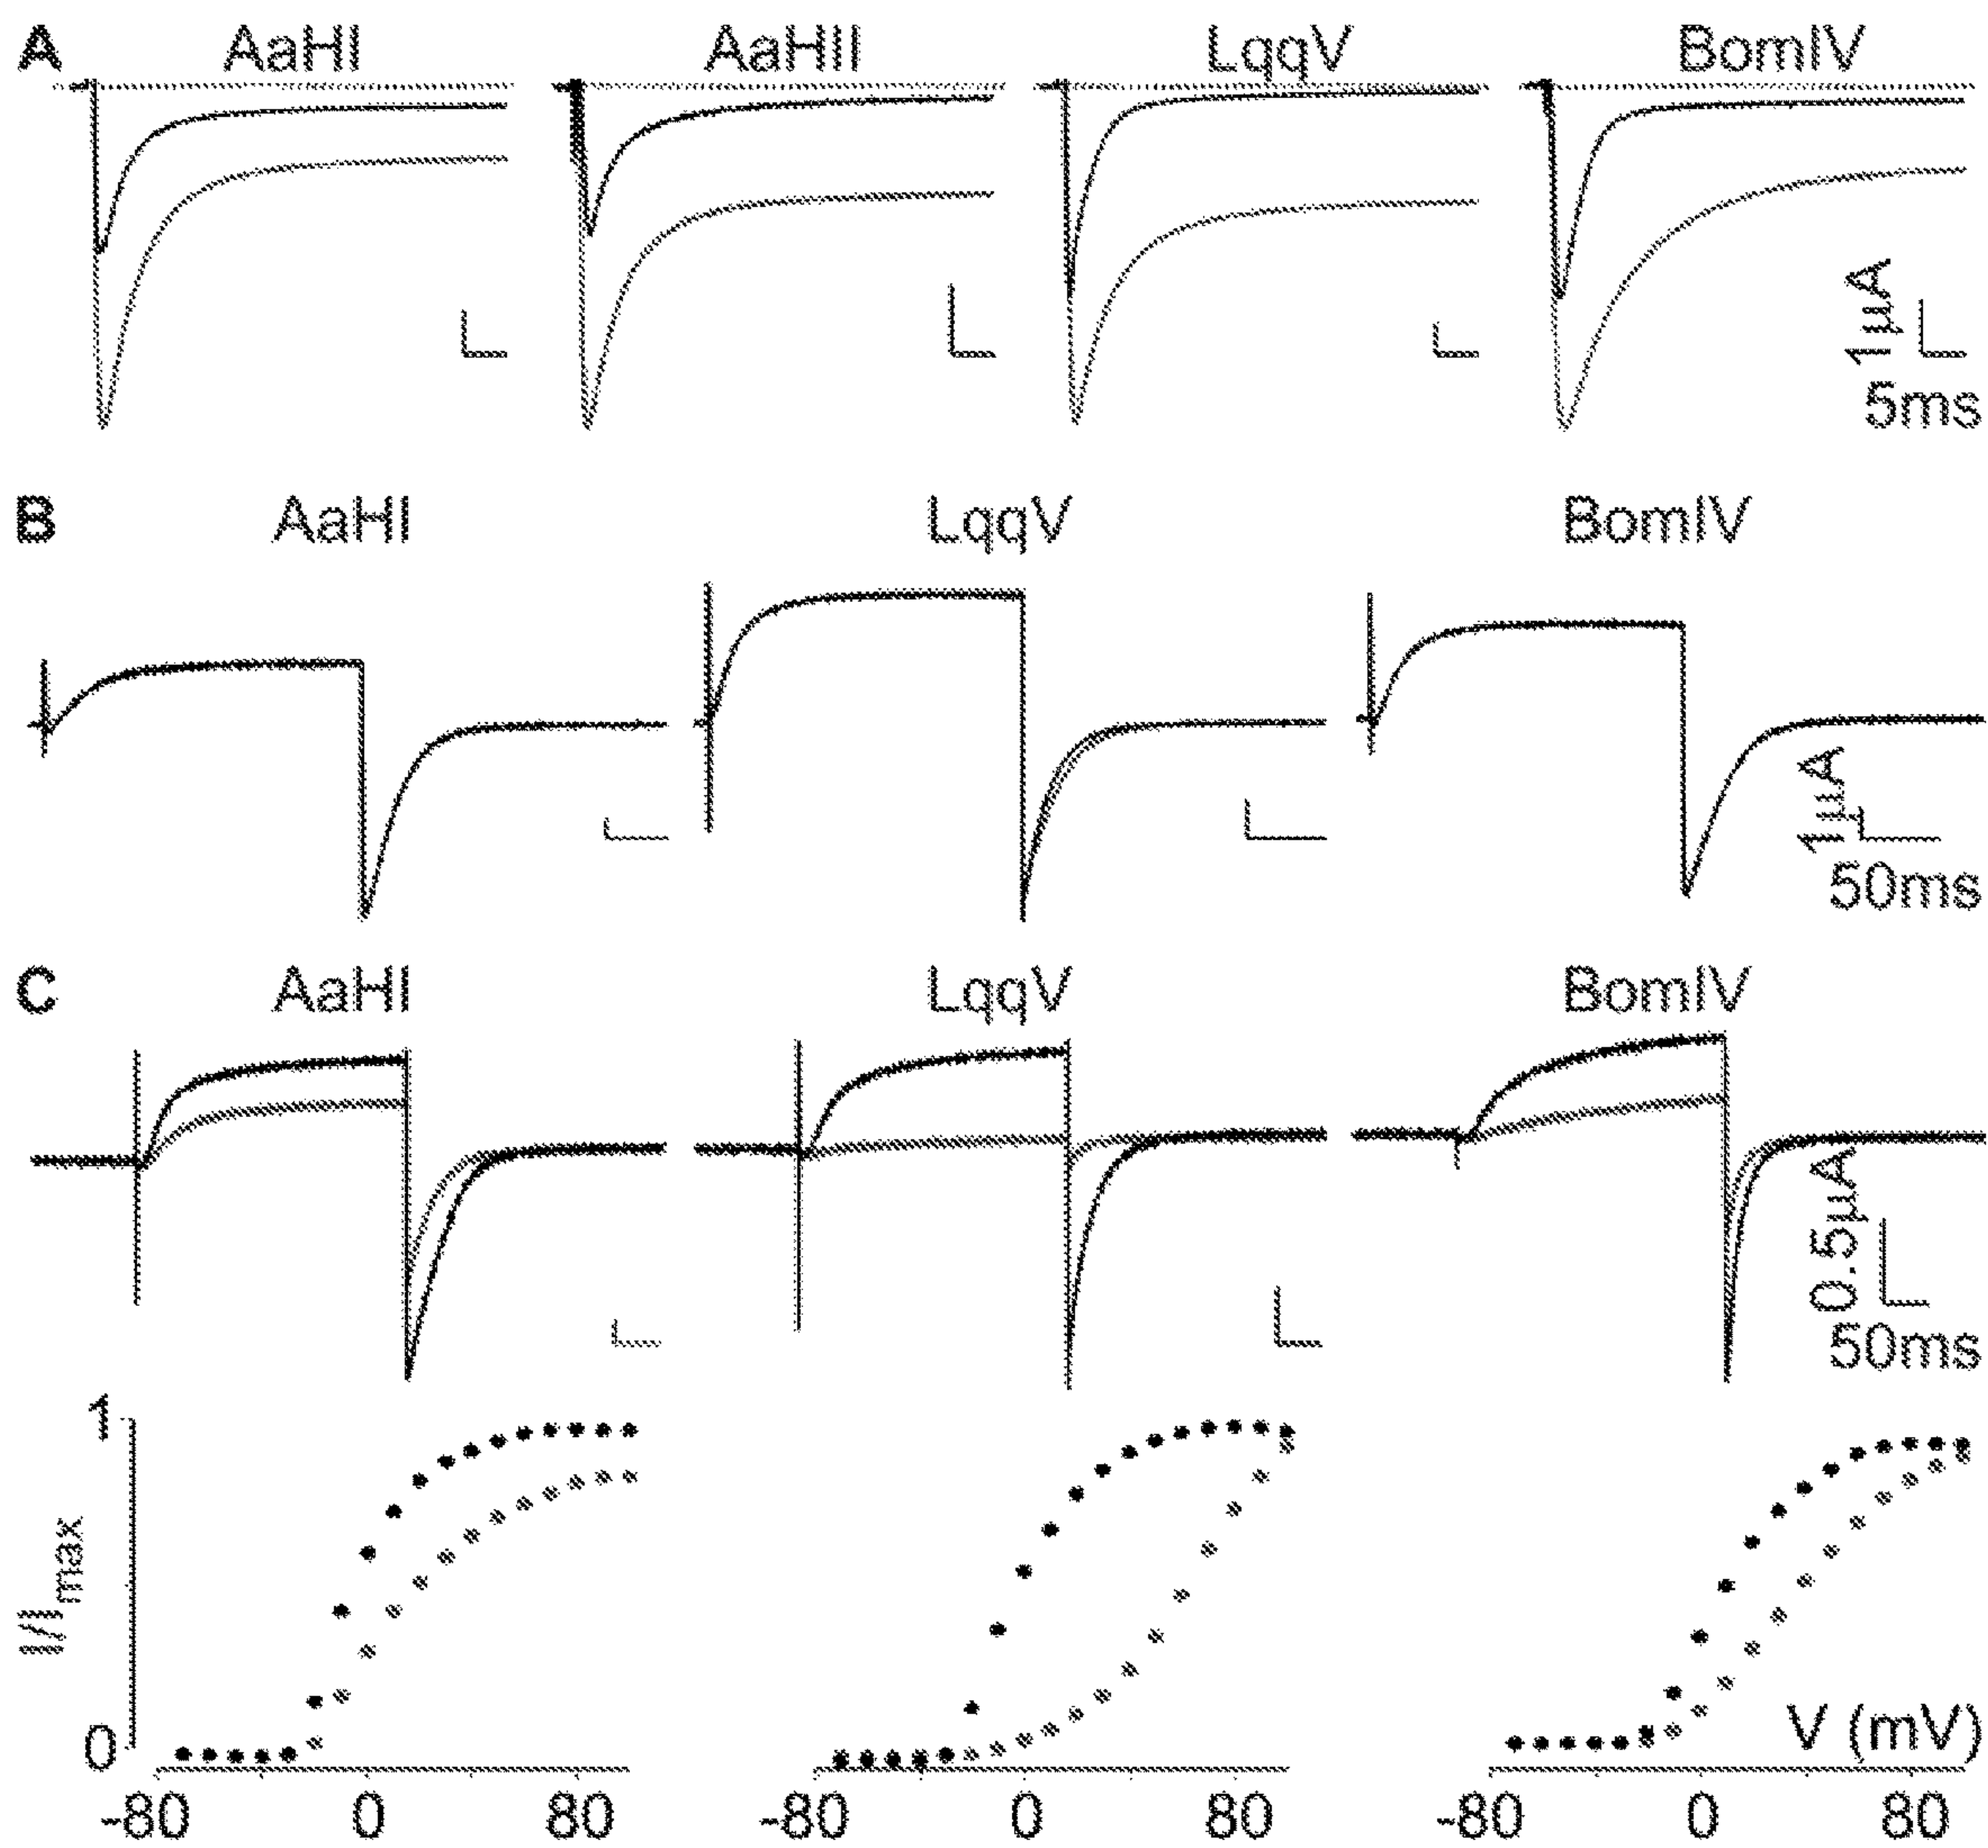 A AaHI AaHII LqqV BomIV
1μA
5ms
B AaHI LqqV BomIV
1μA
50ms
C AaHI LqqV BomIV
0.5μA
50ms
1
I/Imax
0
V (mV)
-80 0 80 -80 0 80 -80 0 80